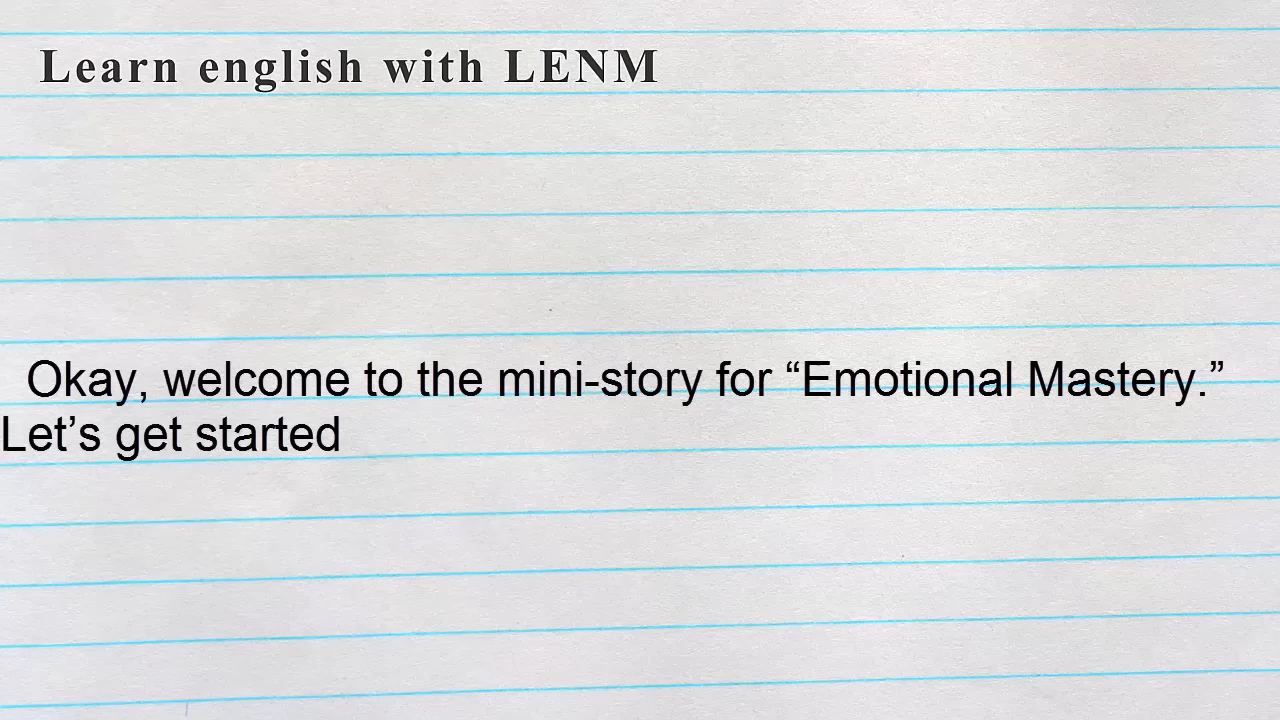 Learn english with LENM
Okay, welcome to the mini-story for “Emotional Mastery.”
Let’s get started